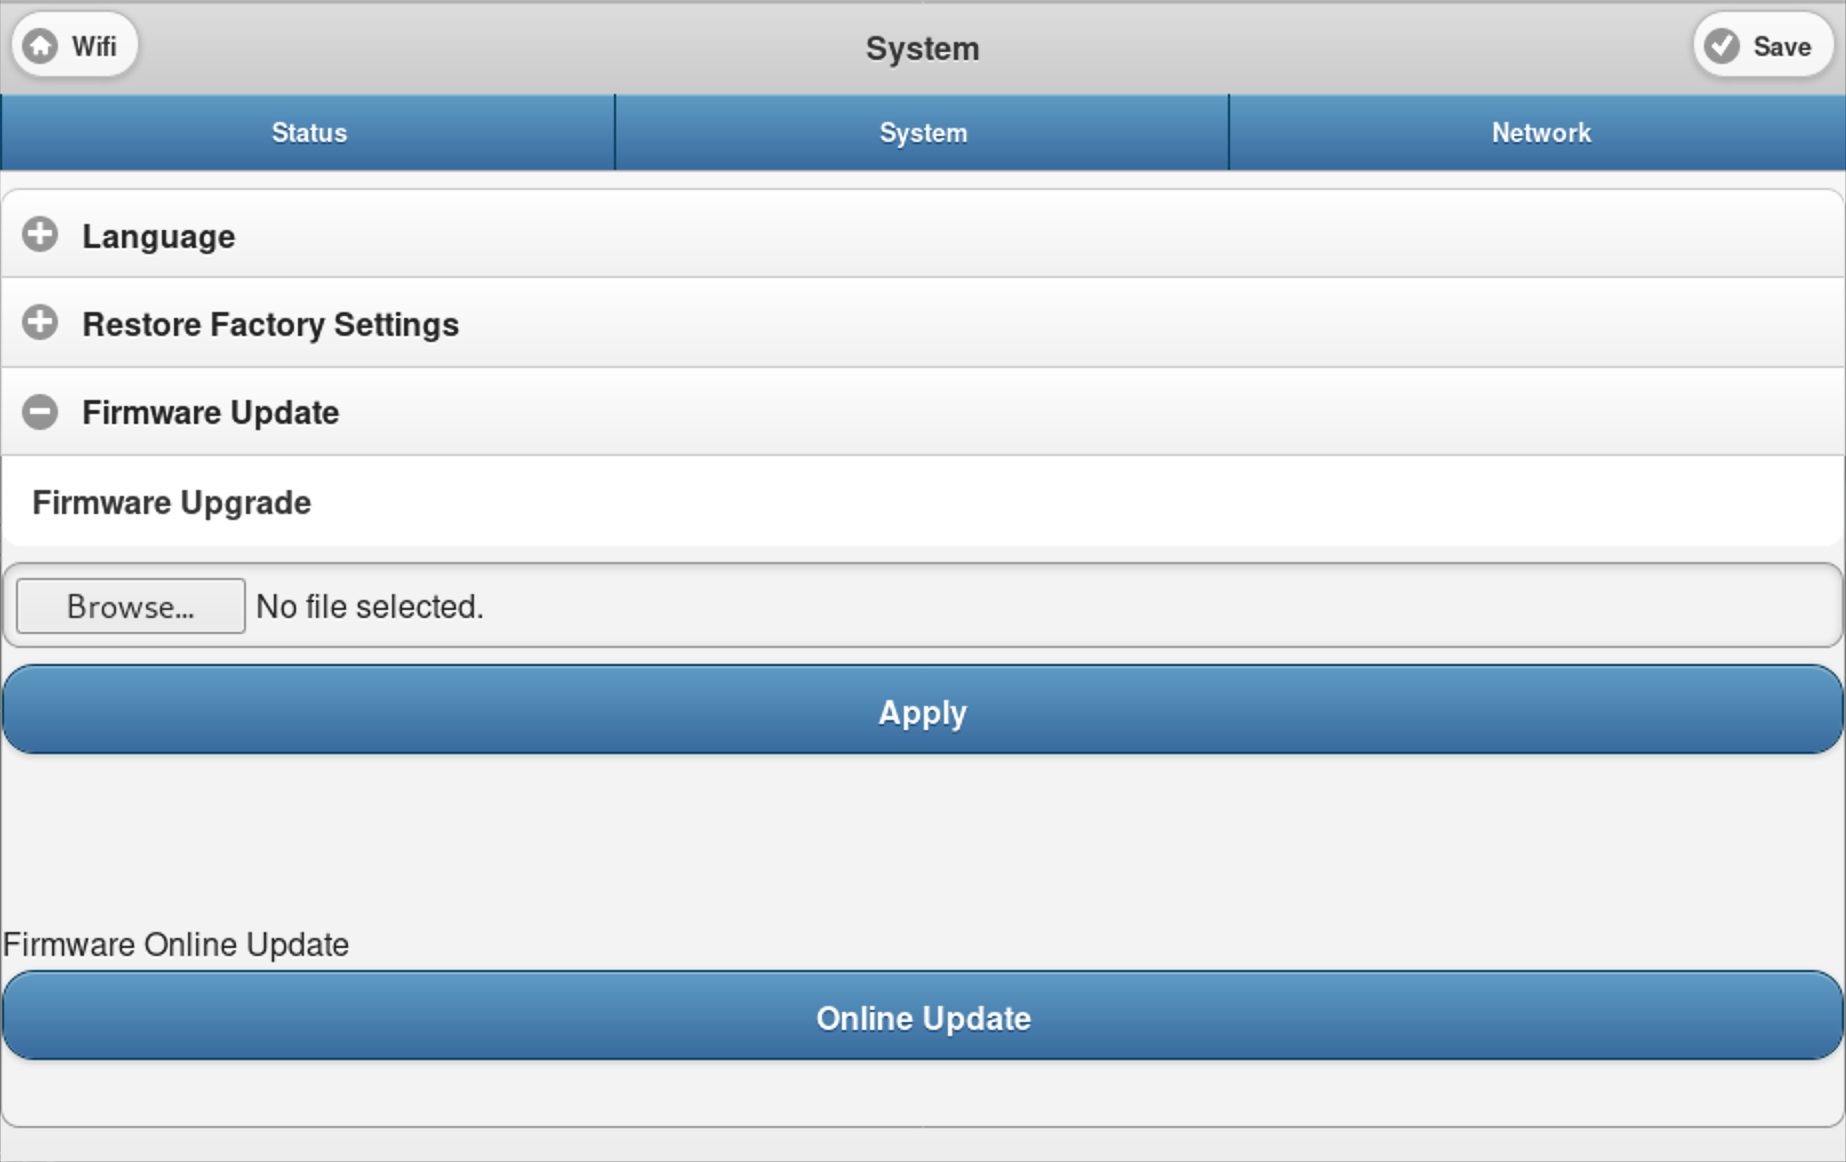 Wifi
System
Save
Status
System
Network
Language
Restore Factory Settings
Firmware Update
Firmware Upgrade
Browse... No file selected.
Apply
Firmware Online Update
Online Update